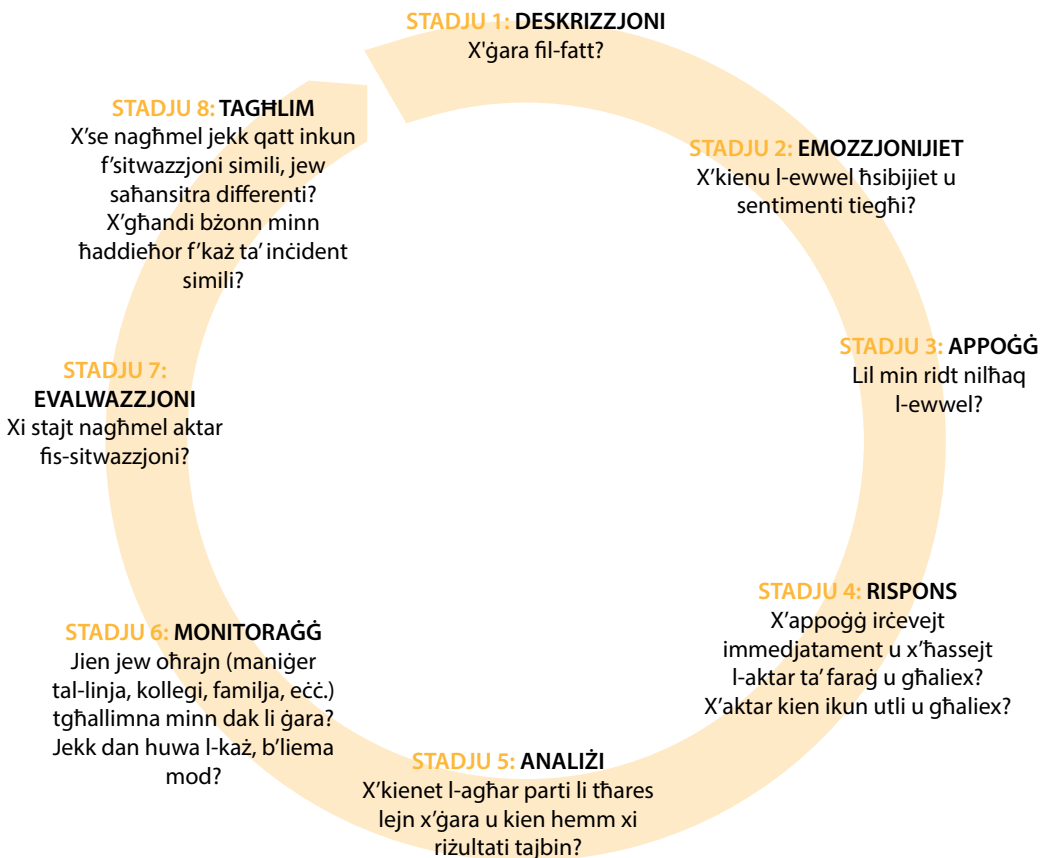 STADJU 1: DESKRIZZJONI
X'ġara fil-fatt?
STADJU 2: EMOZZJONIJIET
X'kienu l-ewwel ħsibijiet u
sentimenti tiegħi?
STADJU 3: APPOĠĠ
Lil min ridt nilħaq
l-ewwel?
STADJU 4: RISPONS
X'appoġġ irċevejt
immedjatament u x'ħassejt
l-aktar ta' faraġ u għaliex?
X'aktar kien ikun utli u għaliex?
STADJU 5: ANALIŻI
X'kienet l-agħar parti li tħares
lejn x'ġara u kien hemm xi
riżultati tajbin?
STADJU 6: MONITORAĠĠ
Jien jew oħrajn (maniġer
tal-linja, kollegi, familja, eċċ.)
tgħallimna minn dak li ġara?
Jekk dan huwa l-każ, b'liema
mod?
STADJU 7:
EVALWAZZJONI
Xi stajt nagħmel aktar
fis-sitwazzjoni?
STADJU 8: TAGĦLIM
X'se nagħmel jekk qatt inkun
f'sitwazzjoni simili, jew
saħansitra differenti?
X'għandi bżonn minn
ħaddieħor f'każ ta' inċident
simili?